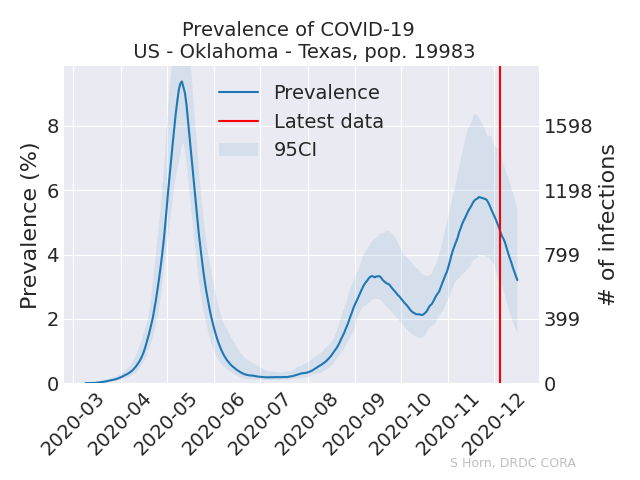 Prevalence of COVID-19
US - Oklahoma - Texas, pop. 19983
Prevalence
Latest data
95CI
Prevalence (%)
8
6
4
2
0
1598
1198
799
399
0
# of infections
2020-03
2020-04
2020-05
2020-06
2020-07
2020-08
2020-09
2020-10
2020-11
2020-12
S Horn, DRDC CORA